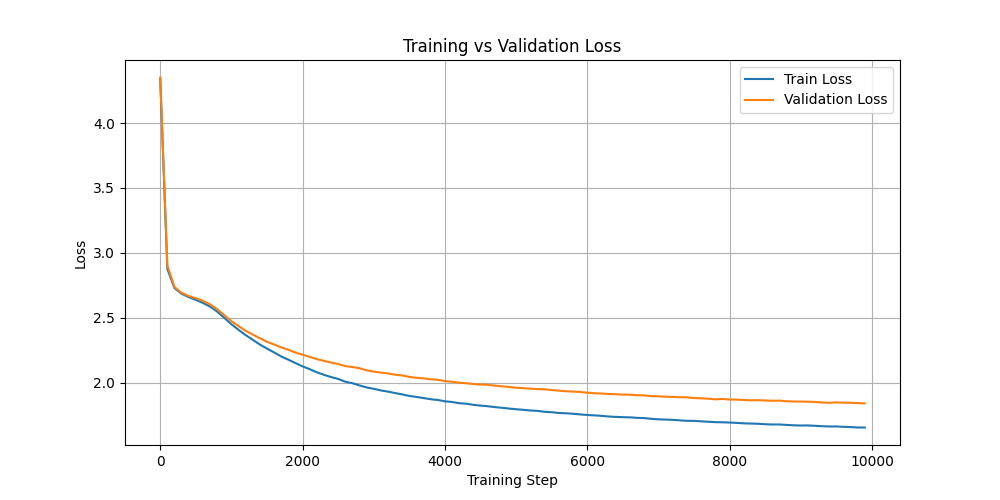 Training vs Validation Loss
Train Loss
Validation Loss
4.0
3.5
3.0
2.5
2.0
Loss
0 2000 4000 6000 8000 10000
Training Step